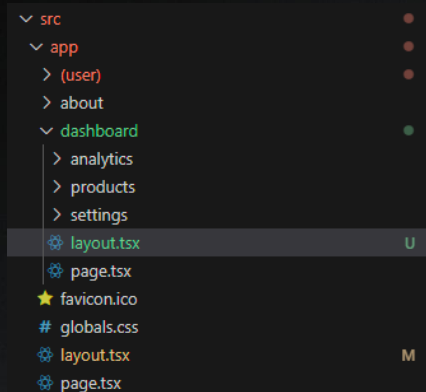 src
app
(user)
about
dashboard
analytics
products
settings
layout.tsx U
page.tsx
favicon.ico
# globals.css
layout.tsx M
page.tsx